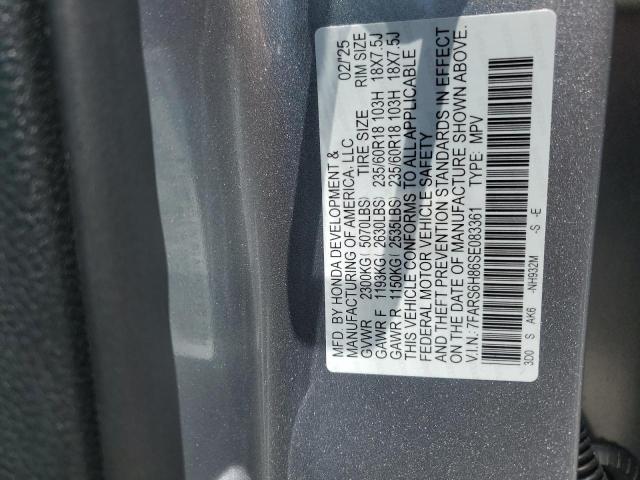 MFD. BY HONDA DEVELOPMENT & 02/'25
MANUFACTURING OF AMERICA, LLC
GVWR 2300KG( 5070LBS) TIRE SIZE RIM SIZE
GAWR F 1193KG( 2630LBS) 235/60R18 103H 18X7.5J
GAWR R 1150KG( 2535LBS) 235/60R18 103H 18X7.5J
THIS VEHICLE CONFORMS TO ALL APPLICABLE
FEDERAL MOTOR VEHICLE SAFETY
AND THEFT PREVENTION STANDARDS IN EFFECT
ON THE DATE OF MANUFACTURE SHOWN ABOVE.
V.I.N.: 7FARS6H86SE083361 TYPE: MPV
3D0 S AK6 -NH932M -S -E